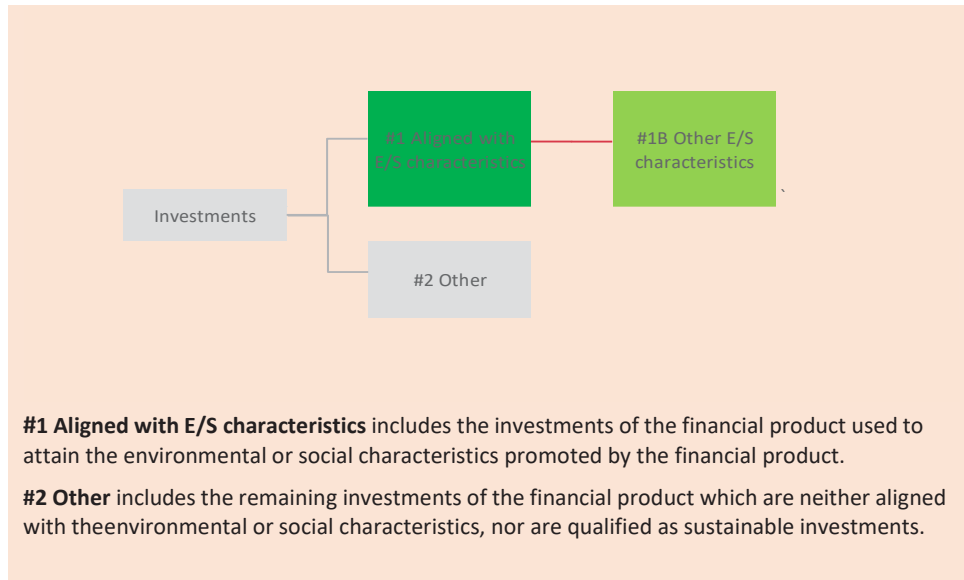 #1 Aligned with
E/S characteristics
#1B Other E/S
characteristics
`
Investments
#2 Other
#1 Aligned with E/S characteristics includes the investments of the financial product used to
attain the environmental or social characteristics promoted by the financial product.
#2 Other includes the remaining investments of the financial product which are neither aligned
with theenvironmental or social characteristics, nor are qualified as sustainable investments.